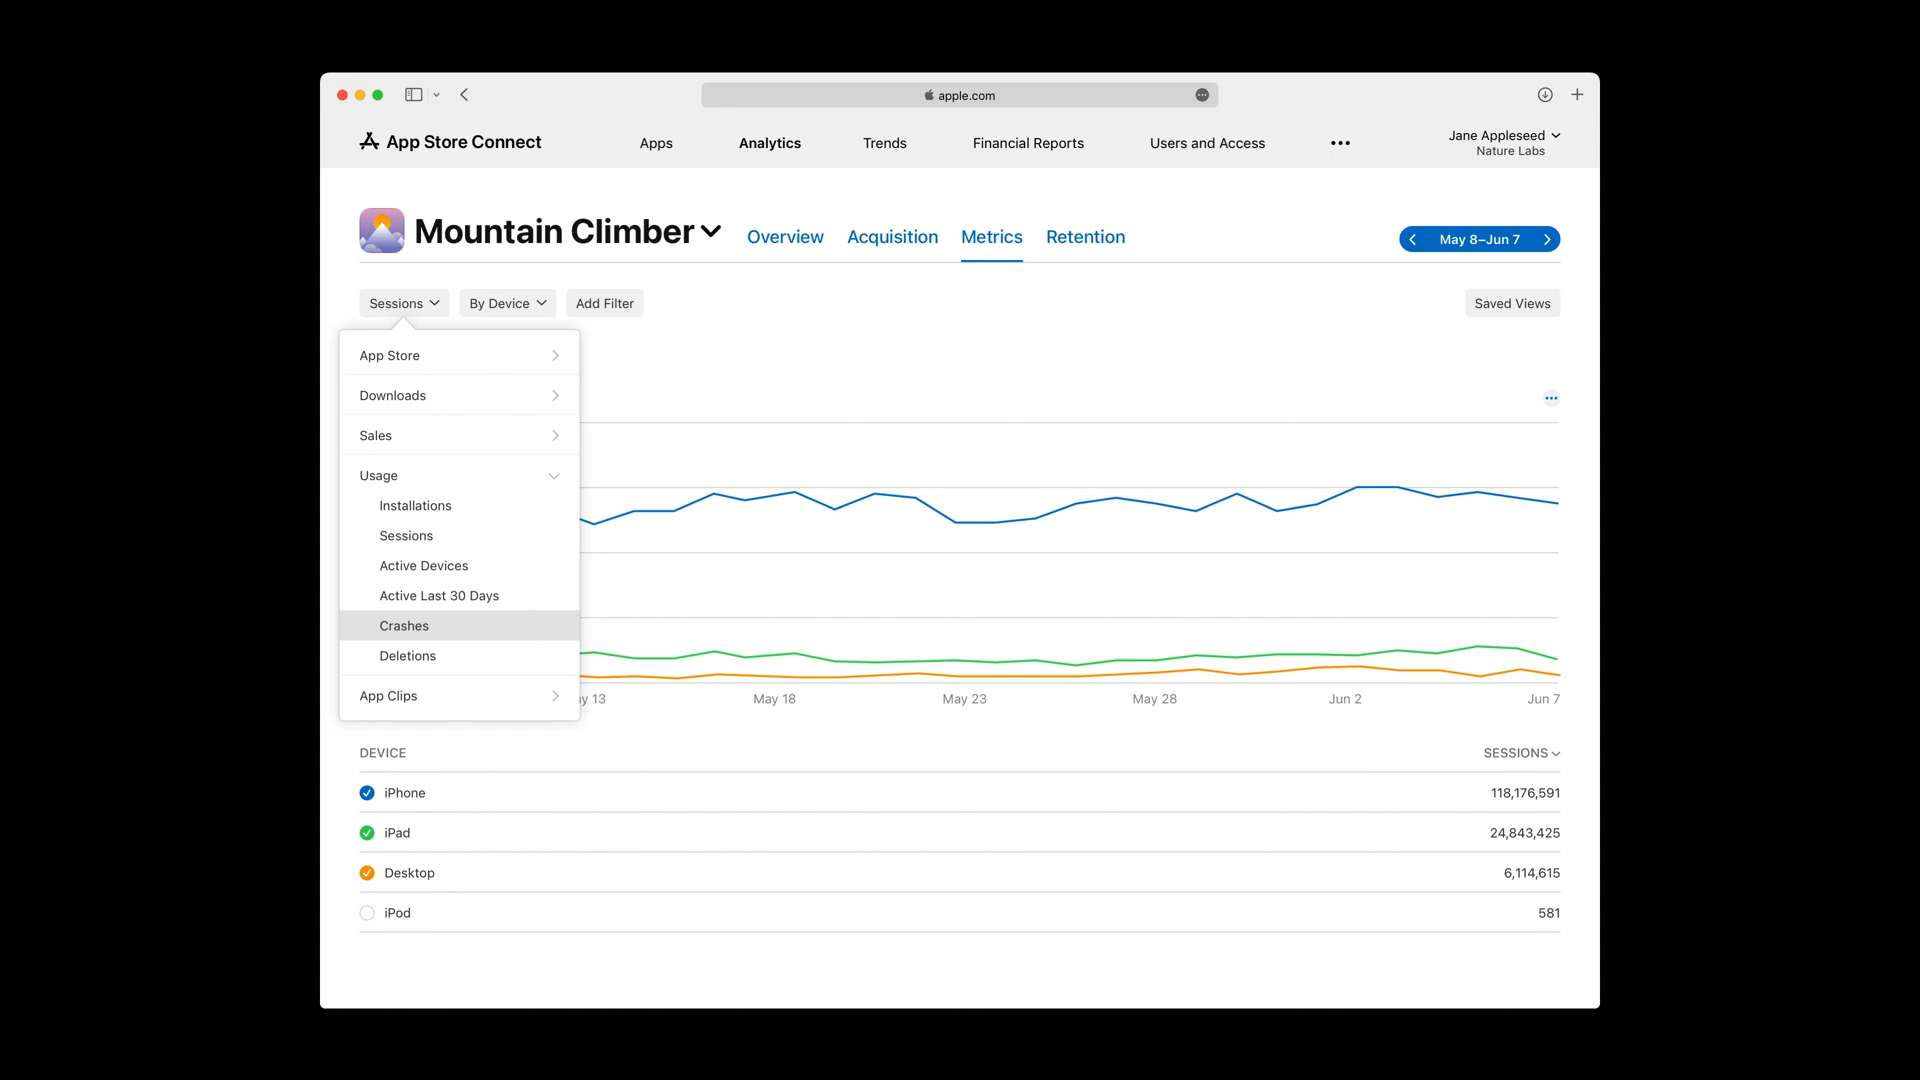 apple.com
App Store Connect
Apps
Analytics
Trends
Financial Reports
Users and Access
Jane Appleseed
Nature Labs
Mountain Climber
Overview
Acquisition
Metrics
Retention
May 8–Jun 7
Sessions
By Device
Add Filter
Saved Views
App Store
Downloads
Sales
Usage
Installations
Sessions
Active Devices
Active Last 30 Days
Crashes
Deletions
App Clips
y 13
May 18
May 23
May 28
Jun 2
Jun 7
DEVICE SESSIONS
iPhone 118,176,591
iPad 24,843,425
Desktop 6,114,615
iPod 581